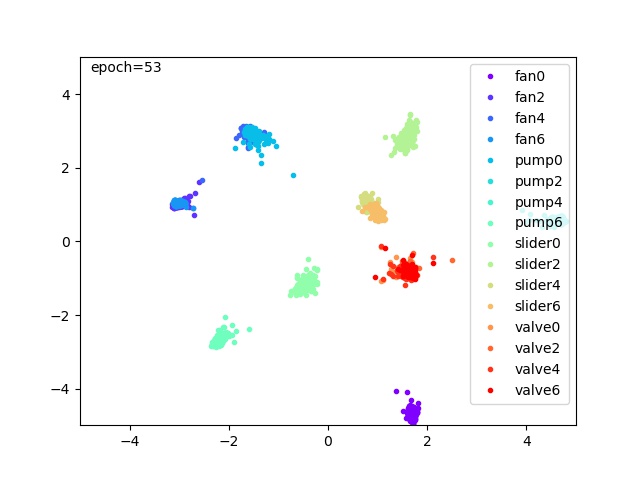 epoch=53
4
2
0
−2
−4
−4
−2
0
2
4
fan0
fan2
fan4
fan6
pump0
pump2
pump4
pump6
slider0
slider2
slider4
slider6
valve0
valve2
valve4
valve6